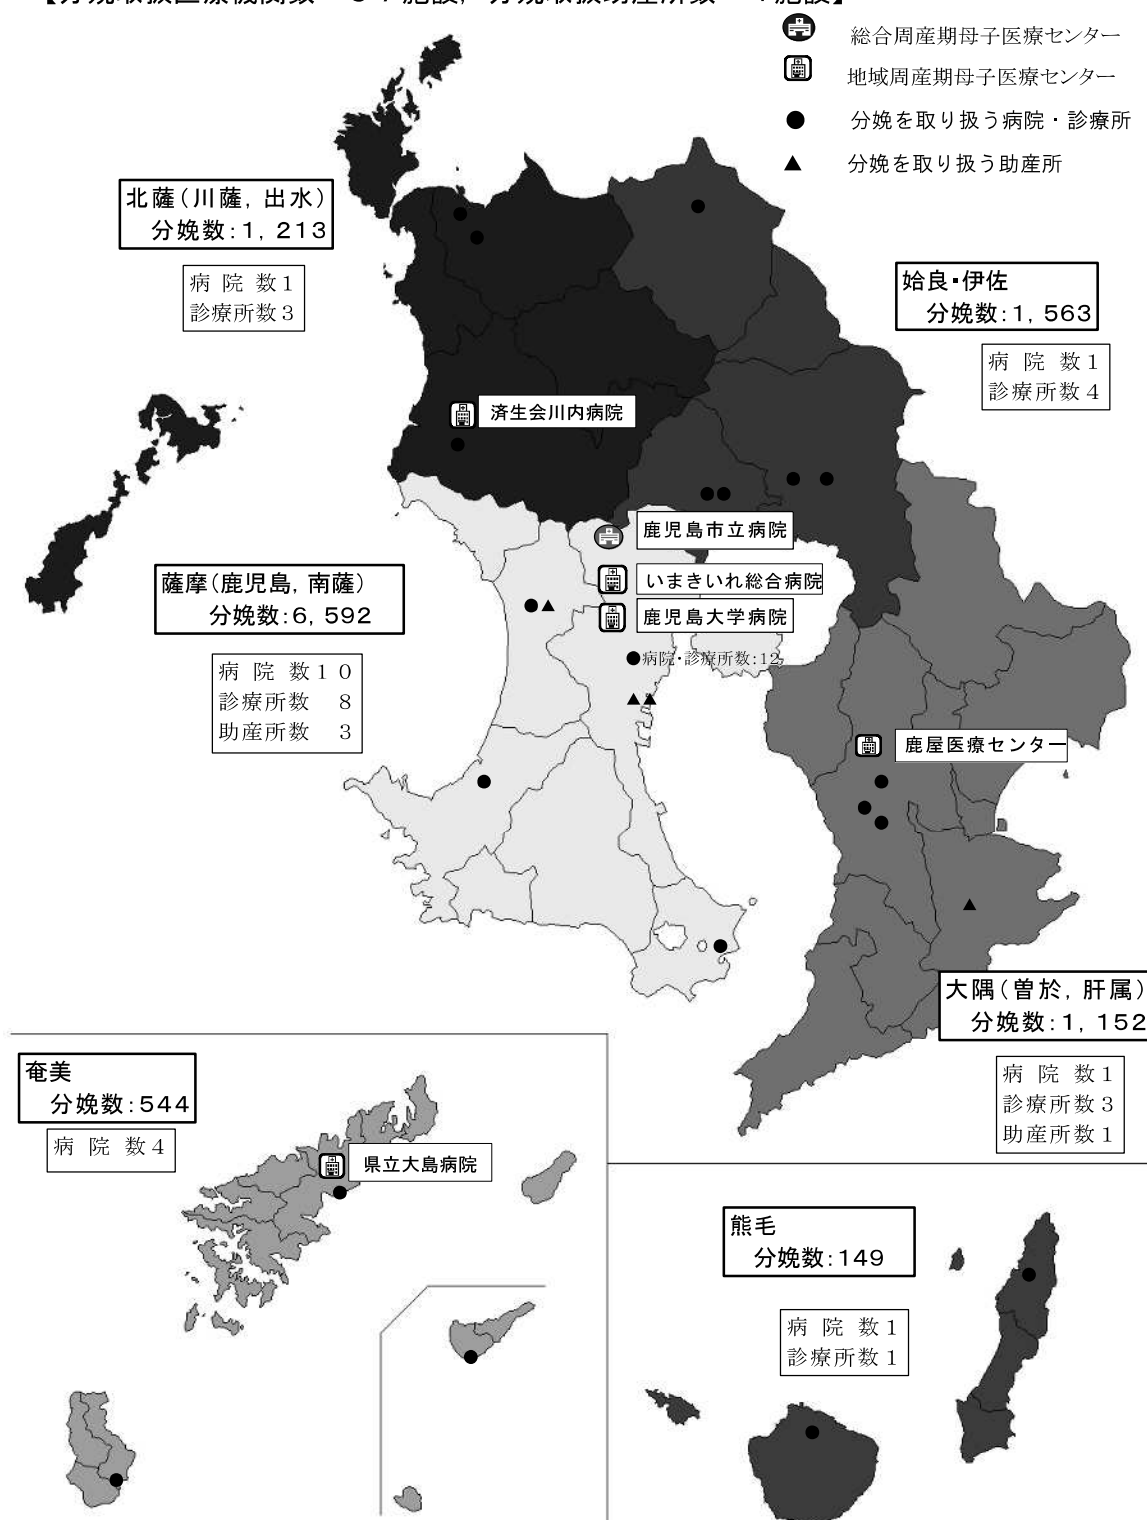 総合周産期母子医療センター
地域周産期母子医療センター
分娩を取り扱う病院・診療所
分娩を取り扱う助産所
北薩(川薩, 出水)
分娩数:1, 213
病 院 数1
診療所数3
姶良・伊佐
分娩数:1, 563
病 院 数1
診療所数4
済生会川内病院
鹿児島市立病院
いまきいれ総合病院
鹿児島大学病院
薩摩(鹿児島, 南薩)
分娩数:6, 592
病 院 数10
診療所数 8
助産所数 3
病院・診療所数:12
鹿屋医療センター
大隅(曽於, 肝属)
分娩数:1, 152
病 院 数1
診療所数3
助産所数1
奄美
分娩数:544
病 院 数4
県立大島病院
熊毛
分娩数:149
病 院 数1
診療所数1